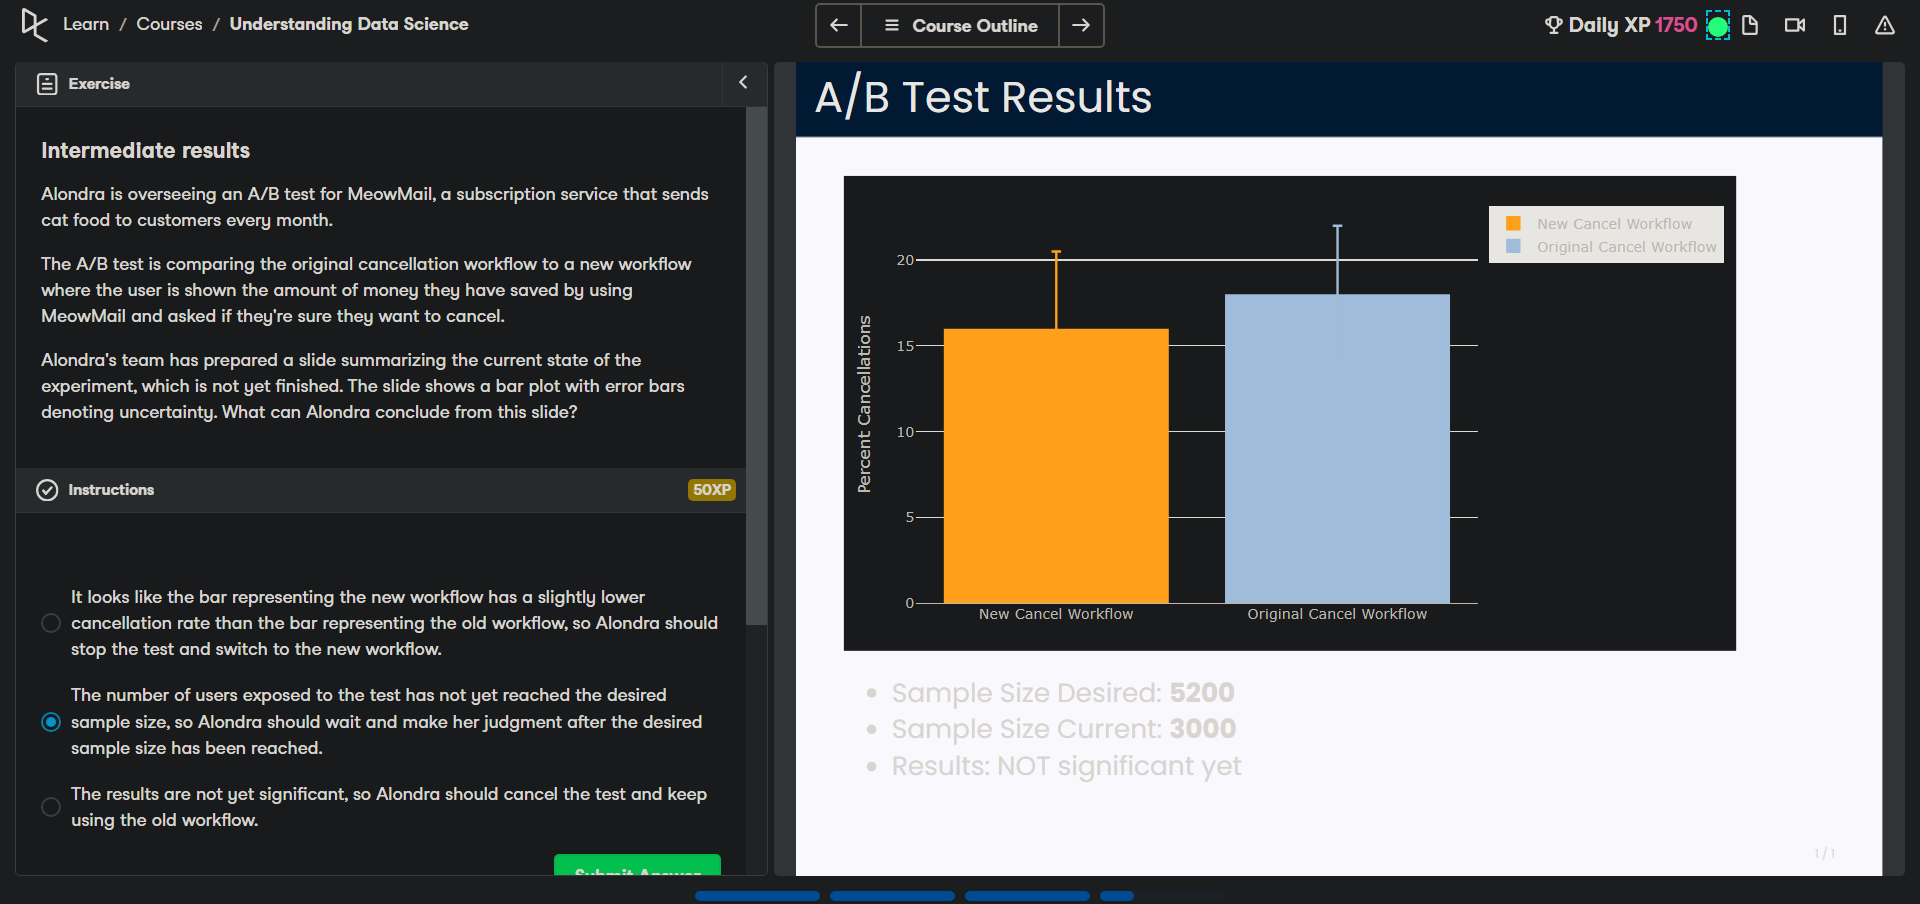 Learn / Courses / Understanding Data Science
Course Outline
Daily XP 1750
Exercise
Intermediate results
Alondra is overseeing an A/B test for MeowMail, a subscription service that sends
cat food to customers every month.
The A/B test is comparing the original cancellation workflow to a new workflow
where the user is shown the amount of money they have saved by using
MeowMail and asked if they're sure they want to cancel.
Alondra's team has prepared a slide summarizing the current state of the
experiment, which is not yet finished. The slide shows a bar plot with error bars
denoting uncertainty. What can Alondra conclude from this slide?
Instructions
50XP
It looks like the bar representing the new workflow has a slightly lower
cancellation rate than the bar representing the old workflow, so Alondra should
stop the test and switch to the new workflow.
The number of users exposed to the test has not yet reached the desired
sample size, so Alondra should wait and make her judgment after the desired
sample size has been reached.
The results are not yet significant, so Alondra should cancel the test and keep
using the old workflow.
Submit Answer
A/B Test Results
New Cancel Workflow
Original Cancel Workflow
Percent Cancellations
20
15
10
5
0
New Cancel Workflow
Original Cancel Workflow
• Sample Size Desired: 5200
• Sample Size Current: 3000
• Results: NOT significant yet
1 / 1